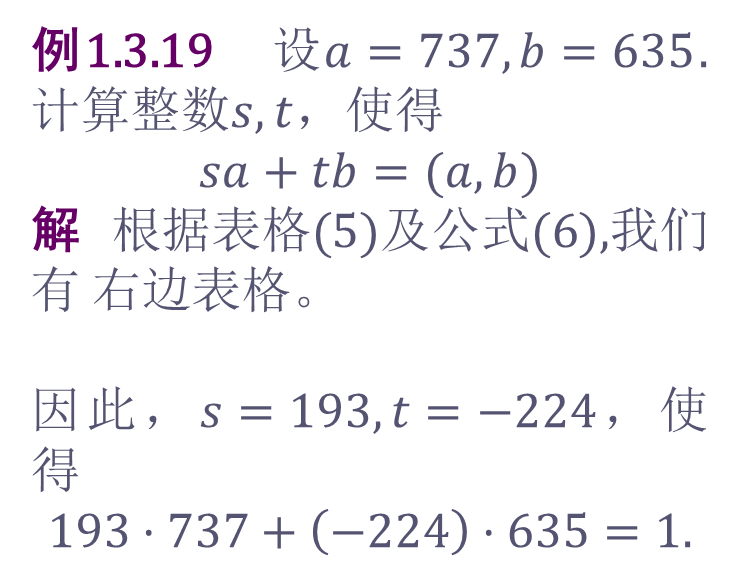 例1.3.19 设a = 737, b = 635.
计算整数s, t，使得
sa + tb = (a, b)
解 根据表格(5)及公式(6),我们
有 右边表格。
因此，s = 193, t = −224，使
得
193 · 737 + (−224) · 635 = 1.